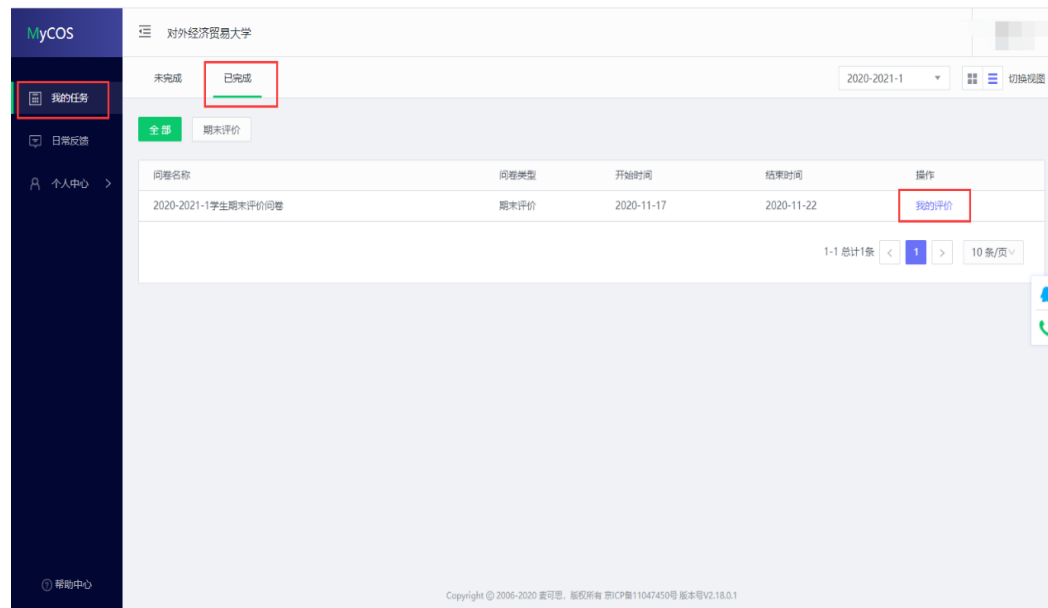 MyCOS
对外经济贸易大学
未完成 已完成
2020-2021-1 切换视图
我的任务
日常反馈
个人中心
全部 期末评价
问卷名称 问卷类型 开始时间 结束时间 操作
2020-2021-1学生期末评价问卷 期末评价 2020-11-17 2020-11-22 我的评价
1-1 总计1条 < 1 > 10 条/页
帮助中心
Copyright © 2006-2020 麦可思. 版权所有 京ICP备11047450号 版本号V2.18.0.1